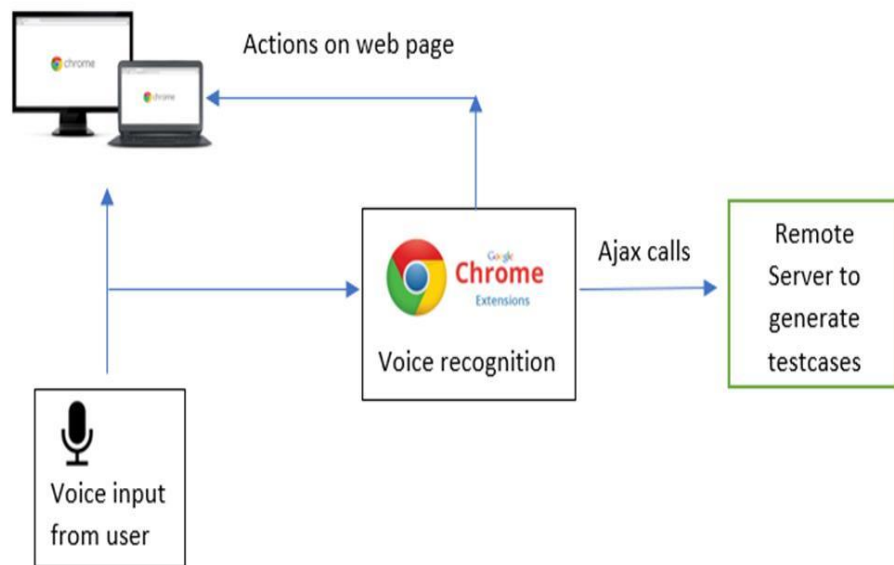 Actions on web page
chrome
chrome
Google
Chrome
Extensions
Voice recognition
Ajax calls
Remote
Server to
generate
testcases
Voice input
from user